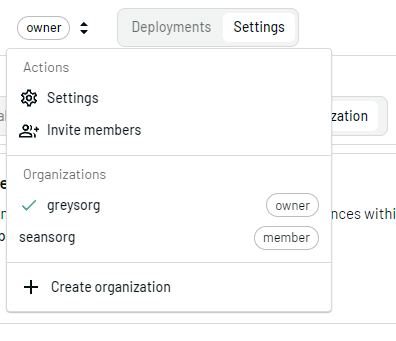 owner Deployments Settings
Actions
Settings
Invite members
zation
Organizations
greysorg owner
nces withi
seansorg member
Create organization